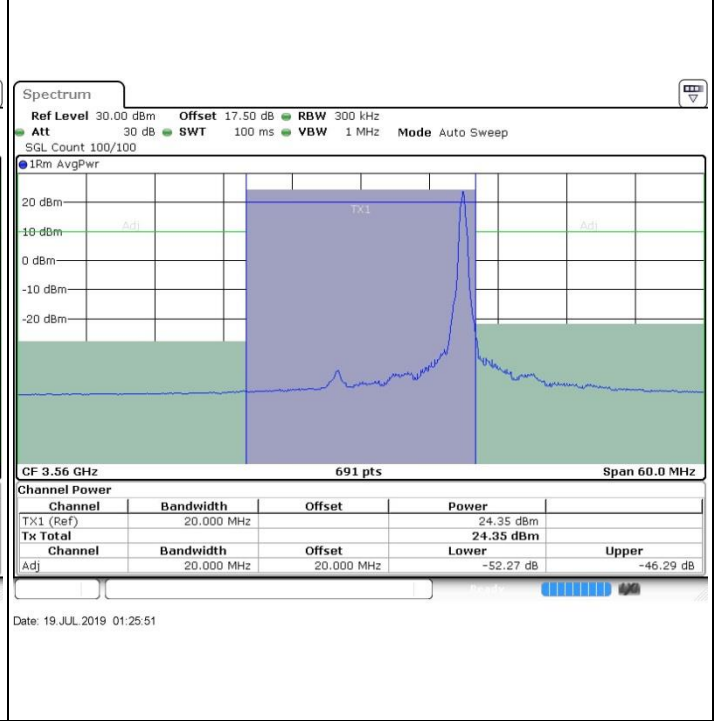 Spectrum
Ref Level 30.00 dBm Offset 17.50 dB RBW 300 kHz
Att 30 dB SWT 100 ms VBW 1 MHz Mode Auto Sweep
SGL Count 100/100
1Rm AvgPwr
20 dBm
TX1
10 dBm
Adj
Adj
0 dBm
-10 dBm
-20 dBm
CF 3.56 GHz 691 pts Span 60.0 MHz
Channel Power
Channel Bandwidth Offset Power
TX1 (Ref) 20.000 MHz 24.35 dBm
Tx Total 24.35 dBm
Channel Bandwidth Offset Lower Upper
Adj 20.000 MHz 20.000 MHz -52.27 dB -46.29 dB
Date: 19.JUL.2019 01:25:51